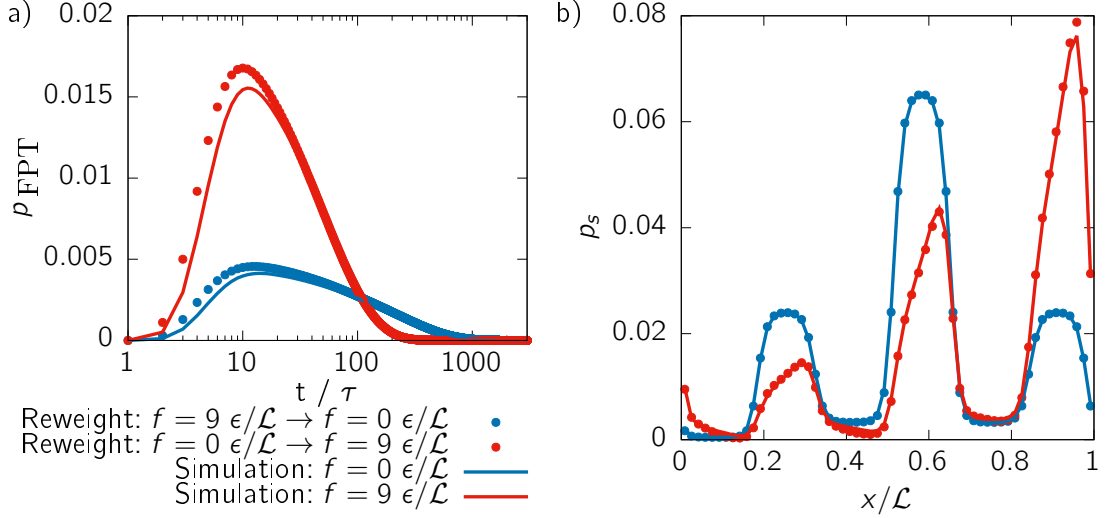 a)
0.02
0.015
0.01
0.005
0
p FPT
1 10 100 1000
t / τ
Reweight: f = 9 ϵ/ℒ → f = 0 ϵ/ℒ
Reweight: f = 0 ϵ/ℒ → f = 9 ϵ/ℒ
Simulation: f = 0 ϵ/ℒ
Simulation: f = 9 ϵ/ℒ
b)
0.08
0.06
0.04
0.02
0
pₛ
0 0.2 0.4 0.6 0.8 1
x/ℒ